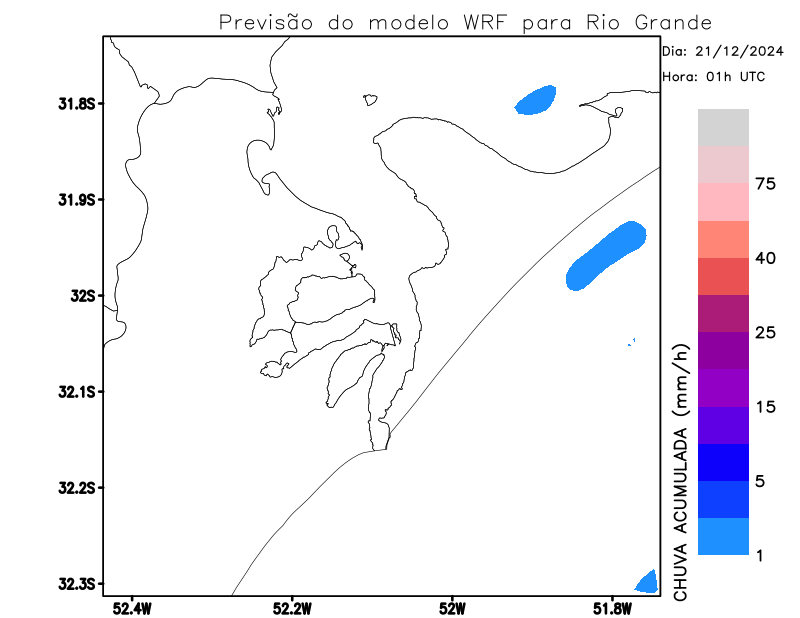 Previsão do modelo WRF para Rio Grande
Dia: 21/12/2024
Hora: 01h UTC
31.8S
31.9S
32S
32.1S
32.2S
32.3S
52.4W
52.2W
52W
51.8W
75
40
25
15
5
1
CHUVA ACUMULADA (mm/h)